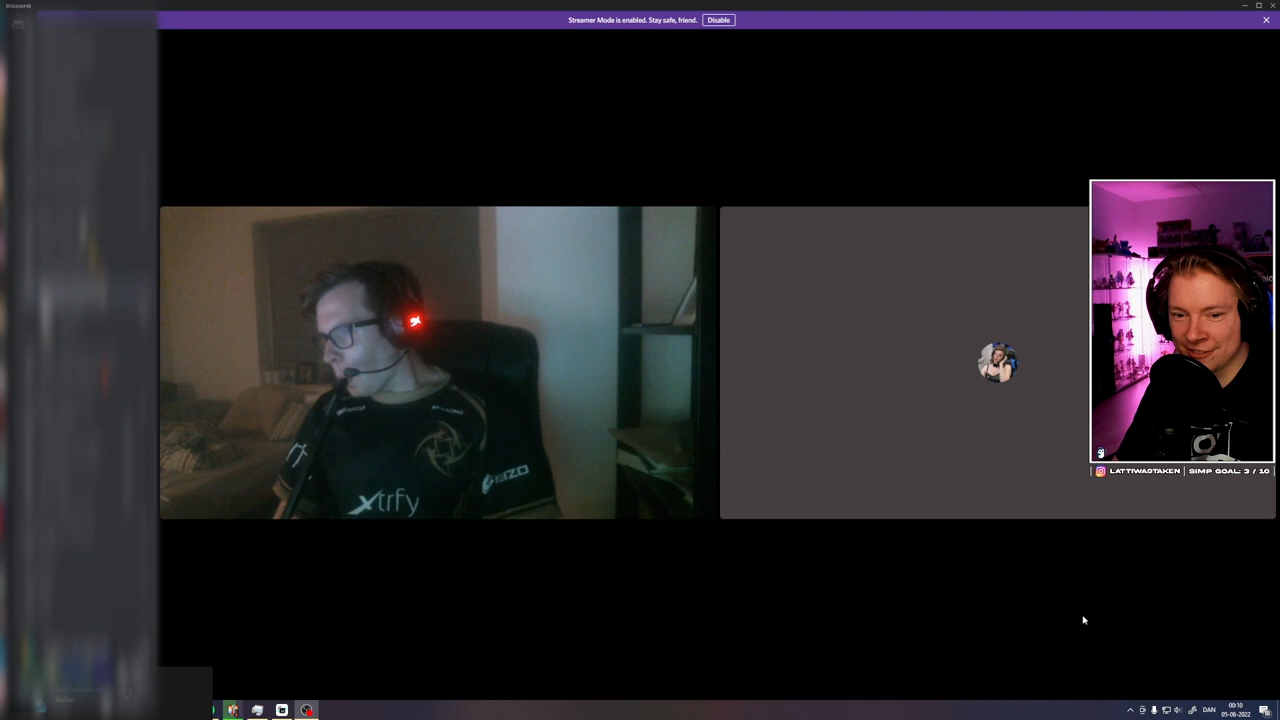 Discord
Streamer Mode is enabled. Stay safe, friend.
Disable
xtrfy
EIZO
LATTIWASTAKEN | SIMP GOAL: 3 / 10
DAN
00:10
05-06-2022